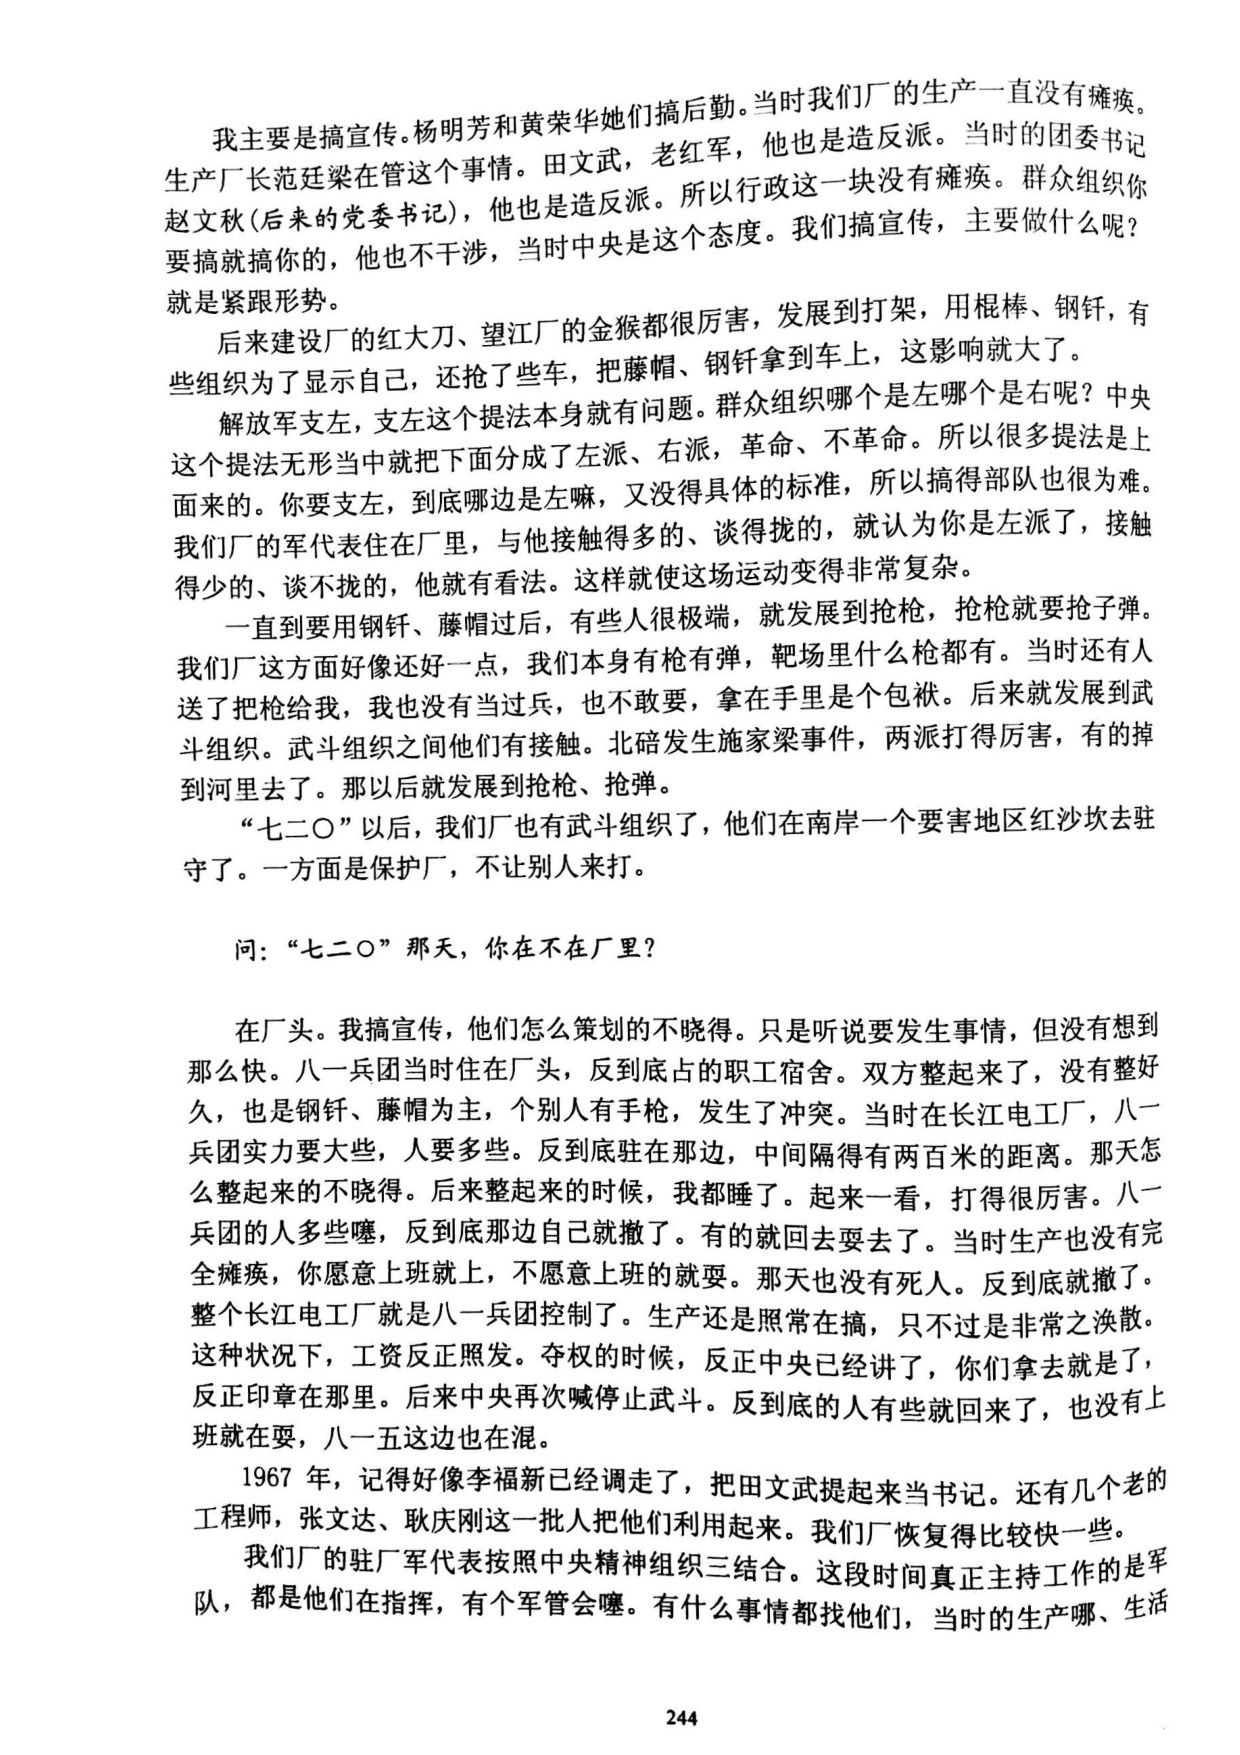 我主要是搞宣传。杨明芳和黄荣华她们搞后勤。当时我们厂的生产一直没有瘫痪。
生产厂长范廷梁在管这个事情。田文武，老红军，他也是造反派。当时的团委书记
赵文秋(后来的党委书记)，他也是造反派。所以行政这一块没有瘫痪。群众组织你
要搞就搞你的，他也不干涉，当时中央是这个态度。我们搞宣传，主要做什么呢？
就是紧跟形势。
后来建设厂的红大刀、望江厂的金猴都很厉害，发展到打架，用棍棒、钢钎，有
些组织为了显示自己，还抢了些车，把藤帽、钢钎拿到车上，这影响就大了。
解放军支左，支左这个提法本身就有问题。群众组织哪个是左哪个是右呢？中央
这个提法无形当中就把下面分成了左派、右派，革命、不革命。所以很多提法是上
面来的。你要支左，到底哪边是左嘛，又没得具体的标准，所以搞得部队也很为难。
我们厂的军代表住在厂里，与他接触得多的、谈得拢的，就认为你是左派了，接触
得少的、谈不拢的，他就有看法。这样就使这场运动变得非常复杂。
一直到要用钢钎、藤帽过后，有些人很极端，就发展到抢枪，抢枪就要抢子弹。
我们厂这方面好像还好一点，我们本身有枪有弹，靶场里什么枪都有。当时还有人
送了把枪给我，我也没有当过兵，也不敢要，拿在手里是个包袱。后来就发展到武
斗组织。武斗组织之间他们有接触。北碚发生施家梁事件，两派打得厉害，有的掉
到河里去了。那以后就发展到抢枪、抢弹。
“七二〇”以后，我们厂也有武斗组织了，他们在南岸一个要害地区红沙坎去驻
守了。一方面是保护厂，不让别人来打。
问：“七二〇”那天，你在不在厂里？
在厂头。我搞宣传，他们怎么策划的不晓得。只是听说要发生事情，但没有想到
那么快。八一兵团当时住在厂头，反到底占的职工宿舍。双方整起来了，没有整好
久，也是钢钎、藤帽为主，个别人有手枪，发生了冲突。当时在长江电工厂，八一
兵团实力要大些，人要多些。反到底驻在那边，中间隔得有两百米的距离。那天怎
么整起来的不晓得。后来整起来的时候，我都睡了。起来一看，打得很厉害。八一
兵团的人多些噻，反到底那边自己就撤了。有的就回去耍去了。当时生产也没有完
全瘫痪，你愿意上班就上，不愿意上班的就耍。那天也没有死人。反到底就撤了。
整个长江电工厂就是八一兵团控制了。生产还是照常在搞，只不过是非常之涣散。
这种状况下，工资反正照发。夺权的时候，反正中央已经讲了，你们拿去就是了，
反正印章在那里。后来中央再次喊停止武斗。反到底的人有些就回来了，也没有上
班就在耍，八一五这边也在混。
1967 年，记得好像李福新已经调走了，把田文武提起来当书记。还有几个老的
工程师，张文达、耿庆刚这一批人把他们利用起来。我们厂恢复得比较快一些。
我们厂的驻厂军代表按照中央精神组织三结合。这段时间真正主持工作的是军
队，都是他们在指挥，有个军管会噻。有什么事情都找他们，当时的生产哪、生活
244